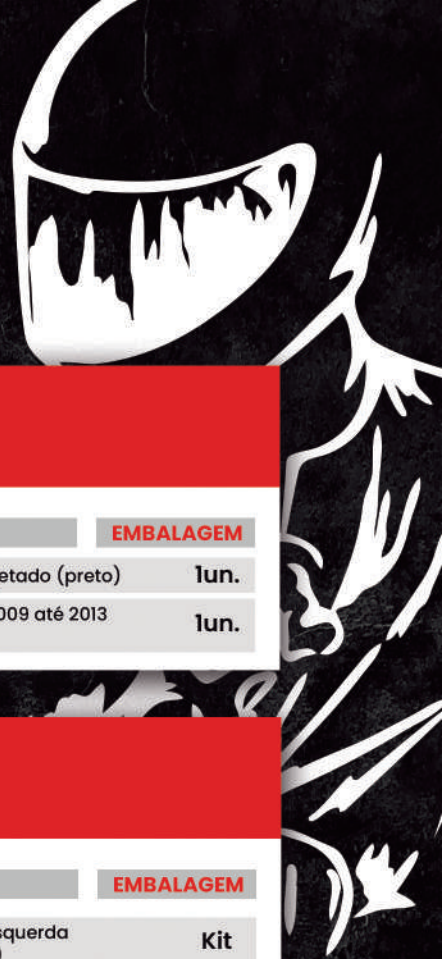 EMBALAGEM
etado (preto) 1un.
009 até 2013 1un.
EMBALAGEM
squerda
Kit